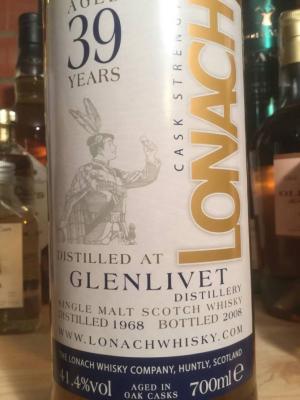 AGED
39
YEARS
CASK STRENGTH
LONACH
DISTILLED AT
GLENLIVET
DISTILLERY
SINGLE MALT SCOTCH WHISKY
DISTILLED 1968 BOTTLED 2008
WWW.LONACHWHISKY.COM
THE LONACH WHISKY COMPANY, HUNTLY, SCOTLAND
41.4%vol AGED IN OAK CASKS 700ml e